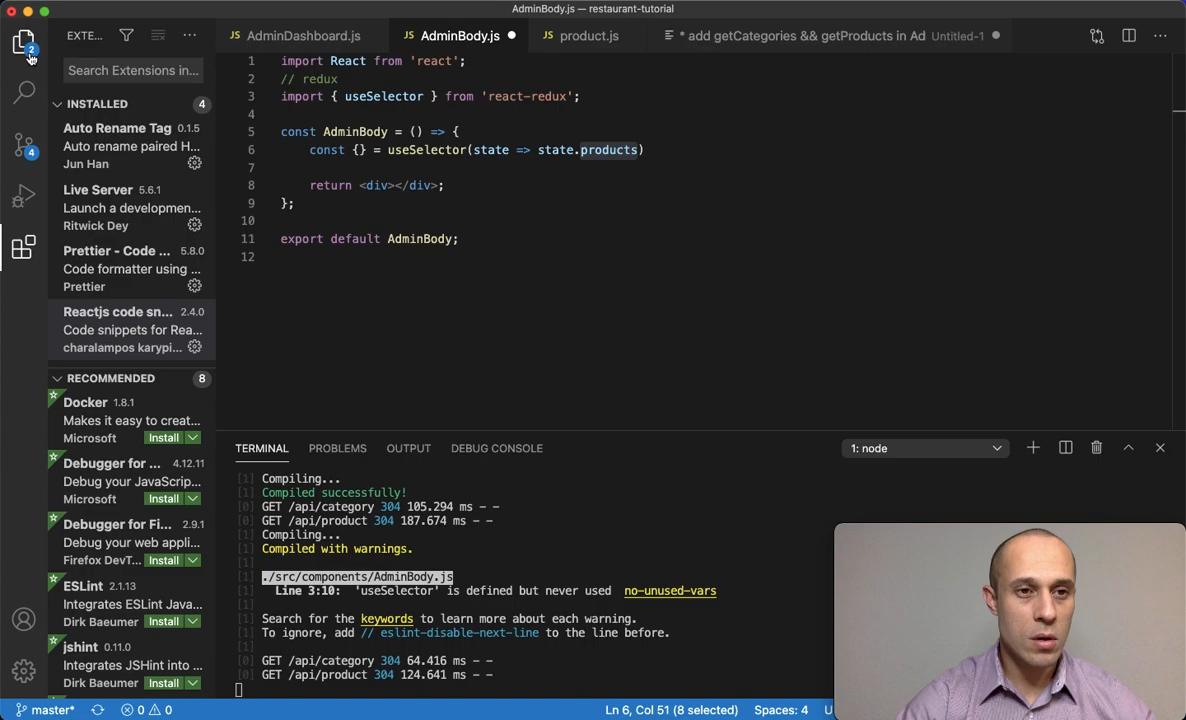 AdminBody.js — restaurant-tutorial
EXTE...
JS AdminDashboard.js
JS AdminBody.js
JS product.js
* add getCategories && getProducts in Ad Untitled-1
2
4
Search Extensions in...
INSTALLED 4
Auto Rename Tag 0.1.5
Auto rename paired H...
Jun Han
Live Server 5.6.1
Launch a developmen...
Ritwick Dey
Prettier - Code ... 5.8.0
Code formatter using ...
Prettier
Reactjs code sn... 2.4.0
Code snippets for Rea...
charalampos karypi...
RECOMMENDED 8
Docker 1.8.1
Makes it easy to creat...
Microsoft Install
Debugger for ... 4.12.11
Debug your JavaScrip...
Microsoft Install
Debugger for Fi... 2.9.1
Debug your web appli...
Firefox DevT... Install
ESLint 2.1.13
Integrates ESLint Java...
Dirk Baeumer Install
jshint 0.11.0
Integrates JSHint into ...
Dirk Baeumer Install
1 import React from 'react';
2 // redux
3 import { useSelector } from 'react-redux';
4
5 const AdminBody = () => {
6 const {} = useSelector(state => state.products)
7
8 return <div></div>;
9 };
10
11 export default AdminBody;
12
TERMINAL PROBLEMS OUTPUT DEBUG CONSOLE 1: node
[1] Compiling...
[1] Compiled successfully!
[0] GET /api/category 304 105.294 ms - -
[0] GET /api/product 304 187.674 ms - -
[1] Compiling...
[1] Compiled with warnings.
[1]
[1] ./src/components/AdminBody.js
[1] Line 3:10: 'useSelector' is defined but never used no-unused-vars
[1]
[1] Search for the keywords to learn more about each warning.
[1] To ignore, add // eslint-disable-next-line to the line before.
[1]
[0] GET /api/category 304 64.416 ms - -
[0] GET /api/product 304 124.641 ms - -
master* 0 0 Ln 6, Col 51 (8 selected) Spaces: 4 U